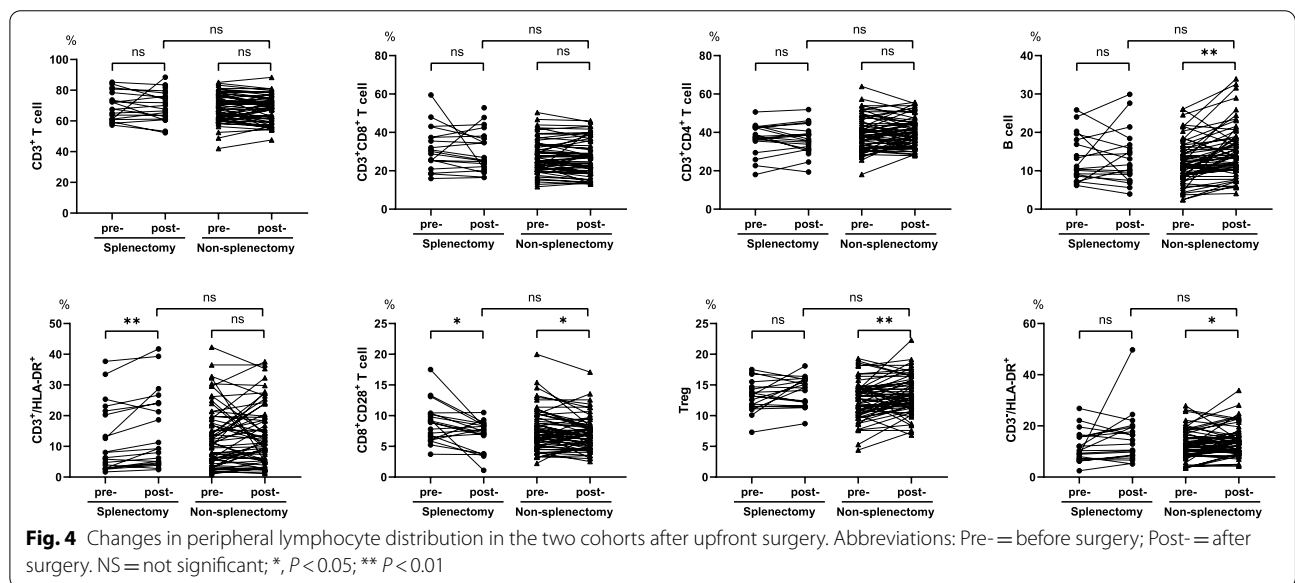 %
ns
ns
ns
100
80
60
40
20
0
CD3+ T cell
pre- post- pre- post-
Splenectomy Non-splenectomy
%
ns
ns
ns
80
60
40
20
0
CD3+CD8+ T cell
pre- post- pre- post-
Splenectomy Non-splenectomy
%
ns
ns
ns
80
60
40
20
0
CD3+CD4+ T cell
pre- post- pre- post-
Splenectomy Non-splenectomy
%
ns
ns
**
40
30
20
10
0
B cell
pre- post- pre- post-
Splenectomy Non-splenectomy
%
ns
**
ns
50
40
30
20
10
0
CD3+/HLA-DR+
pre- post- pre- post-
Splenectomy Non-splenectomy
%
ns
*
*
25
20
15
10
5
0
CD8+CD28+ T cell
pre- post- pre- post-
Splenectomy Non-splenectomy
%
ns
ns
**
25
20
15
10
5
0
Treg
pre- post- pre- post-
Splenectomy Non-splenectomy
%
ns
ns
*
60
40
20
0
CD3-/HLA-DR+
pre- post- pre- post-
Splenectomy Non-splenectomy
Fig. 4 Changes in peripheral lymphocyte distribution in the two cohorts after upfront surgery. Abbreviations: Pre- = before surgery; Post- = after
surgery. NS = not significant; *, P < 0.05; ** P < 0.01